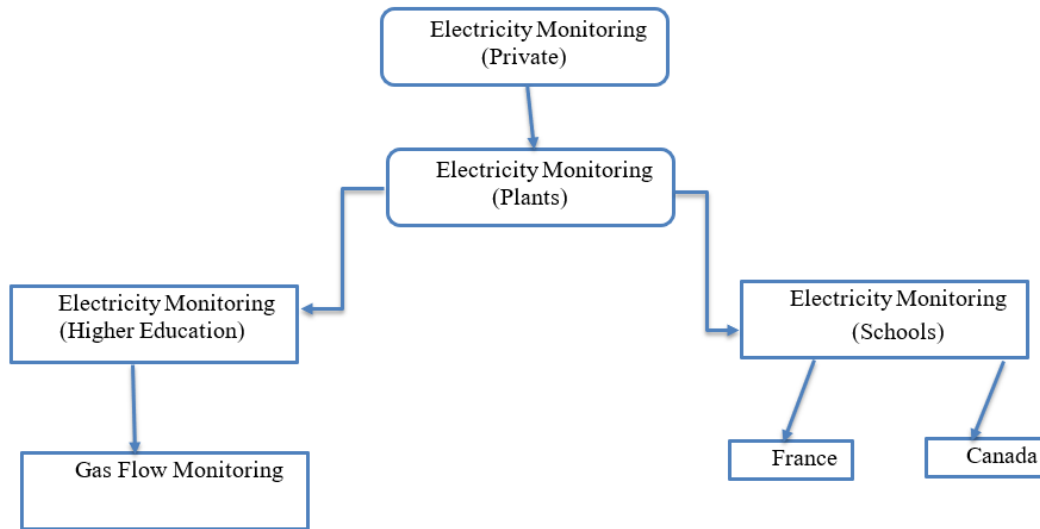 Electricity Monitoring
(Private)
Electricity Monitoring
(Plants)
Electricity Monitoring
(Higher Education)
Electricity Monitoring
(Schools)
Gas Flow Monitoring
France
Canada